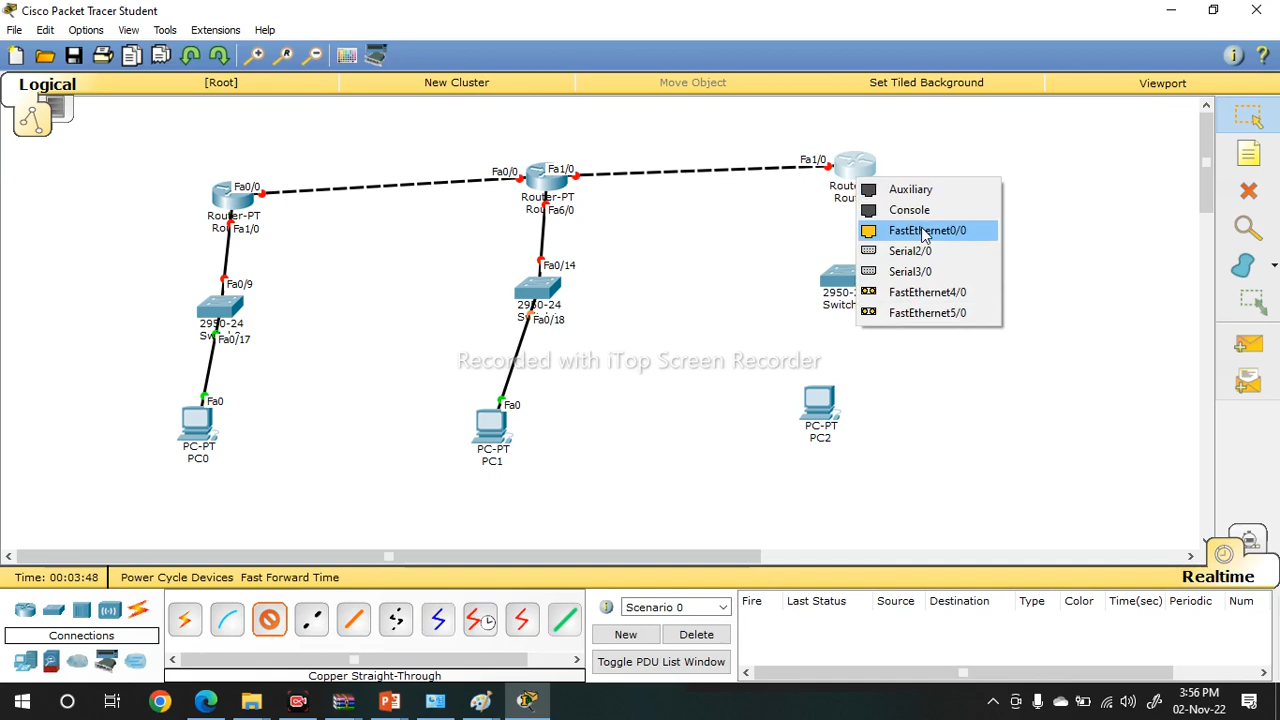 Cisco Packet Tracer Student
File Edit Options View Tools Extensions Help
Logical
[Root]
New Cluster
Move Object
Set Tiled Background
Viewport
Fa0/0
Router-PT
Rou
Fa1/0
Fa0/9
2950-24
Fa0/17
Fa0
PC-PT
PC0
Fa0/0
Fa1/0
Router-PT
Rou
Fa6/0
Fa0/14
2950-24
Fa0/18
Fa0
PC-PT
PC1
Fa1/0
Rout
Rou
Auxiliary
Console
FastEthernet0/0
Serial2/0
Serial3/0
FastEthernet4/0
FastEthernet5/0
2950-
Switch
PC-PT
PC2
Recorded with iTop Screen Recorder
Time: 00:03:48
Power Cycle Devices Fast Forward Time
Realtime
Connections
Copper Straight-Through
Scenario 0
New
Delete
Toggle PDU List Window
Fire Last Status Source Destination Type Color Time(sec) Periodic Num
3:56 PM
02-Nov-22